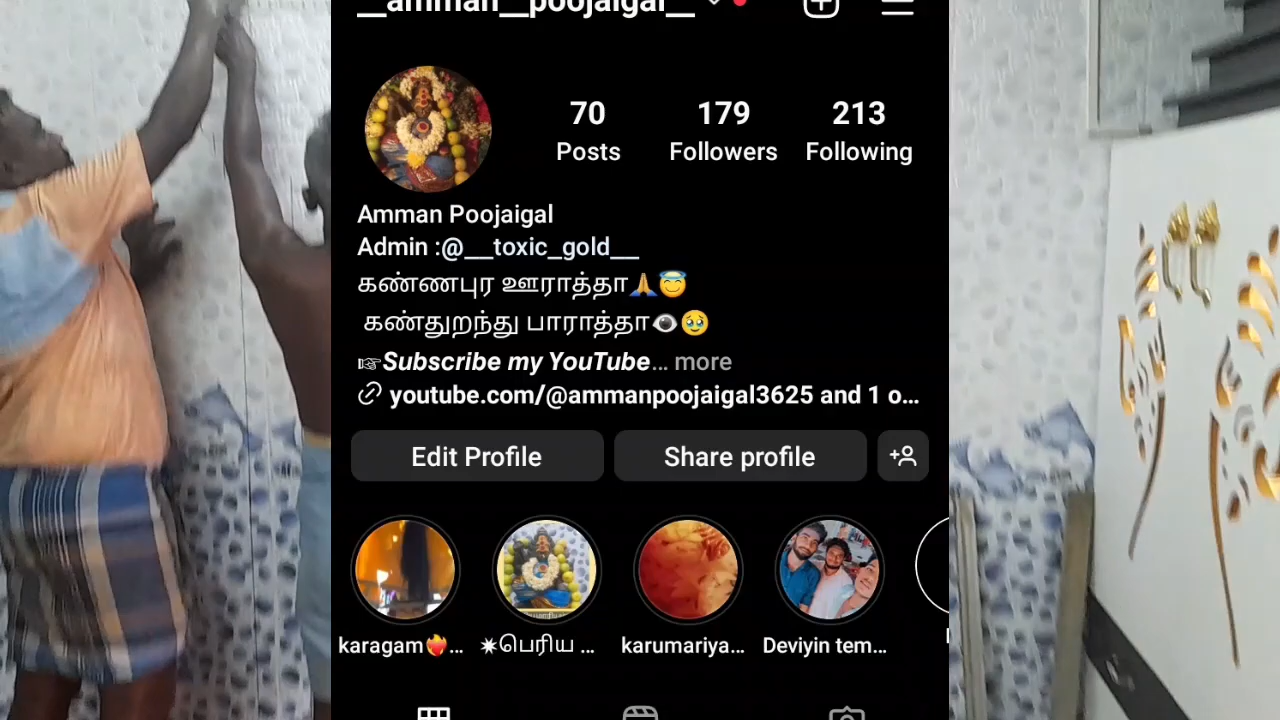 __amman__poojaigal__
70 179 213
Posts Followers Following
Amman Poojaigal
Admin :@__toxic_gold__
கண்ணபுர ஊராத்தா🙏😇
கண்துறந்து பாராத்தா👁️🥹
☞Subscribe my YouTube... more
youtube.com/@ammanpoojaigal3625 and 1 o...
Edit Profile Share profile
karagam❤️‍🔥... ✷பெரிய ... karumariya... Deviyin tem...